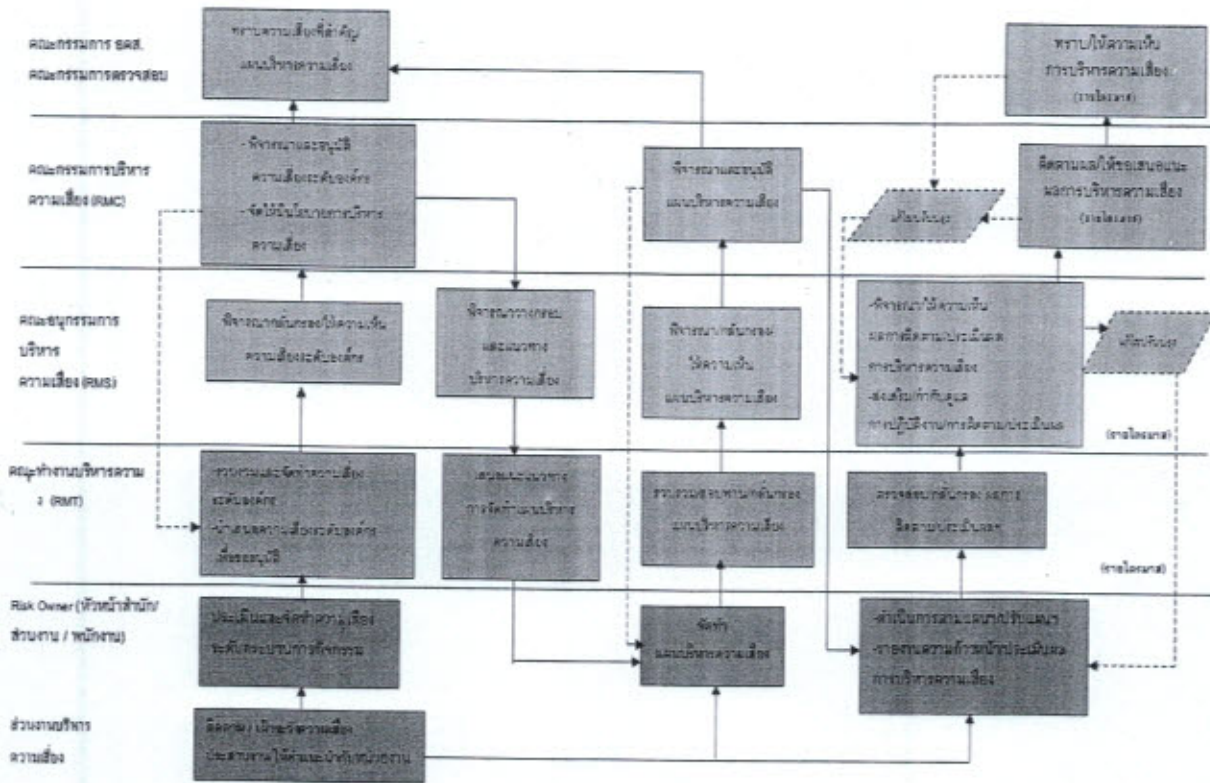 คณะกรรมการ ธคส.
คณะกรรมการตรวจสอบ
ทราบความเสี่ยงที่สำคัญ
แผนบริหารความเสี่ยง
ทราบ/ให้ความเห็น
การบริหารความเสี่ยง
(รายไตรมาส)
คณะกรรมการบริหาร
ความเสี่ยง (RMC)
- พิจารณาและอนุมัติ
ความเสี่ยงระดับองค์กร
- จัดให้มีนโยบายการบริหาร
ความเสี่ยง
พิจารณาและอนุมัติ
แผนบริหารความเสี่ยง
แก้ไขปรับปรุง
ติดตามผล/ให้ข้อเสนอแนะ
ผลการบริหารความเสี่ยง
(รายไตรมาส)
คณะอนุกรรมการ
บริหาร
ความเสี่ยง (RMS)
พิจารณากลั่นกรอง/ให้ความเห็น
ความเสี่ยงระดับองค์กร
พิจารณาวางกรอบ
และแนวทาง
บริหารความเสี่ยง
พิจารณากลั่นกรอง/
ให้ความเห็น
แผนบริหารความเสี่ยง
-พิจารณา/ให้ความเห็น
ผลการติดตาม/ประเมินผล
การบริหารความเสี่ยง
-ส่งเสริม/กำกับดูแล
การปฏิบัติงาน/การติดตาม/ประเมินผล
แก้ไขปรับปรุง
(รายไตรมาส)
คณะทำงานบริหารความ
ง (RMT)
-รวบรวมและจัดทำความเสี่ยง
ระดับองค์กร
-นำเสนอความเสี่ยงระดับองค์กร
เพื่อขออนุมัติ
เสนอแนะแนวทาง
การจัดทำแผนบริหาร
ความเสี่ยง
รวบรวมสอบทาน/กลั่นกรอง
แผนบริหารความเสี่ยง
ตรวจสอบ/กลั่นกรอง ผลการ
ติดตาม/ประเมินผลฯ
(รายไตรมาส)
Risk Owner (หัวหน้าสำนัก/
ส่วนงาน / พนักงาน)
ประเมินและจัดทำความเสี่ยง
ระดับกระบวนการ/กิจกรรม
จัดทำ
แผนบริหารความเสี่ยง
-ดำเนินการตามแผนฯ/ปรับแผนฯ
-รายงานความก้าวหน้า/ประเมินผล
การบริหารความเสี่ยง
ส่วนงานบริหาร
ความเสี่ยง
ติดตาม / เฝ้าระวังความเสี่ยง
ประสานงาน ให้คำแนะนำกับหน่วยงาน